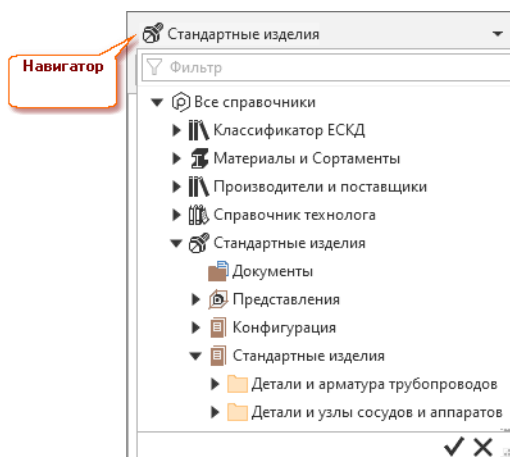 Стандартные изделия
Навигатор
Фильтр
Все справочники
Классификатор ЕСКД
Материалы и Сортаменты
Производители и поставщики
Справочник технолога
Стандартные изделия
Документы
Представления
Конфигурация
Стандартные изделия
Детали и арматура трубопроводов
Детали и узлы сосудов и аппаратов